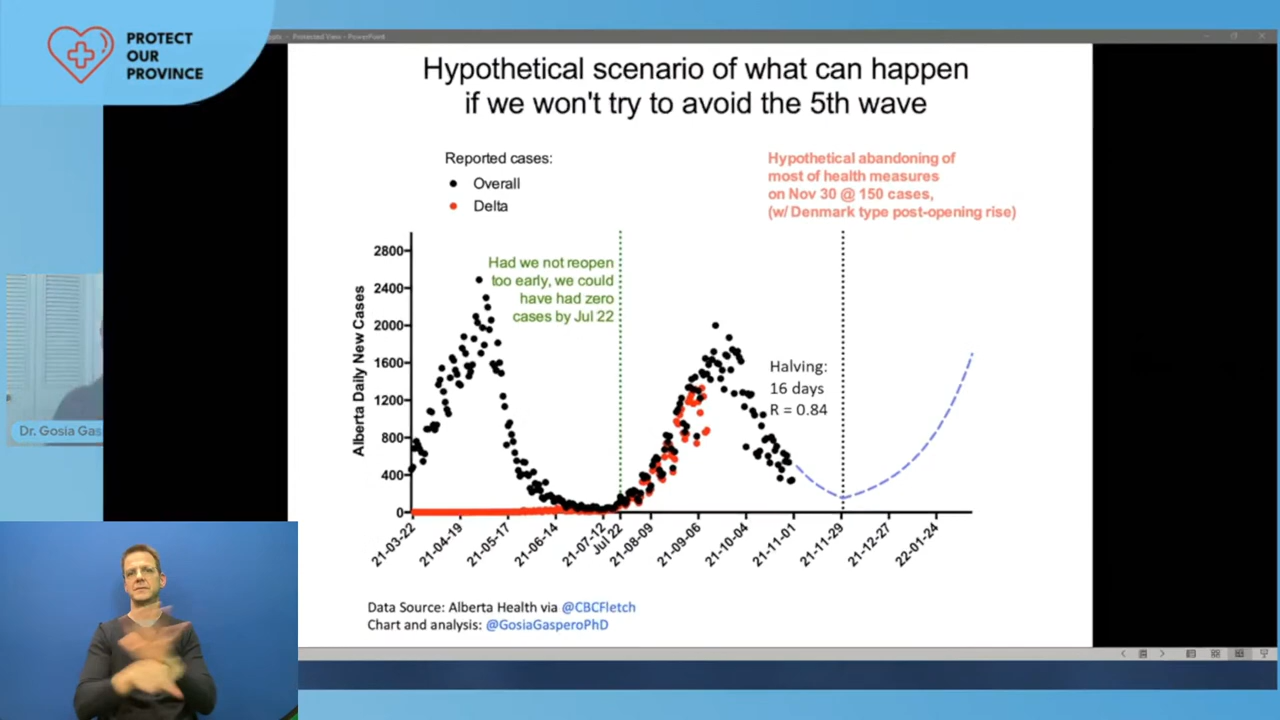 PROTECT
OUR
PROVINCE
Protected View - PowerPoint
Hypothetical scenario of what can happen
if we won't try to avoid the 5th wave
Reported cases:
Overall
Delta
Hypothetical abandoning of
most of health measures
on Nov 30 @ 150 cases,
(w/ Denmark type post-opening rise)
Had we not reopen
too early, we could
have had zero
cases by Jul 22
Halving:
16 days
R = 0.84
Alberta Daily New Cases
2800
2400
2000
1600
1200
800
400
0
21-03-22
21-04-19
21-05-17
21-06-14
21-07-12
Jul 22
21-08-09
21-09-06
21-10-04
21-11-01
21-11-29
21-12-27
22-01-24
Data Source: Alberta Health via @CBCFletch
Chart and analysis: @GosiaGasperoPhD
Dr. Gosia Gas